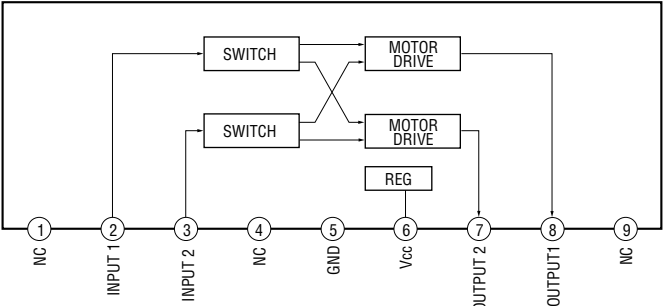 SWITCH
MOTOR
DRIVE
SWITCH
MOTOR
DRIVE
REG
1
2
3
4
5
6
7
8
9
NC
INPUT 1
INPUT 2
NC
GND
Vcc
OUTPUT 2
OUTPUT1
NC